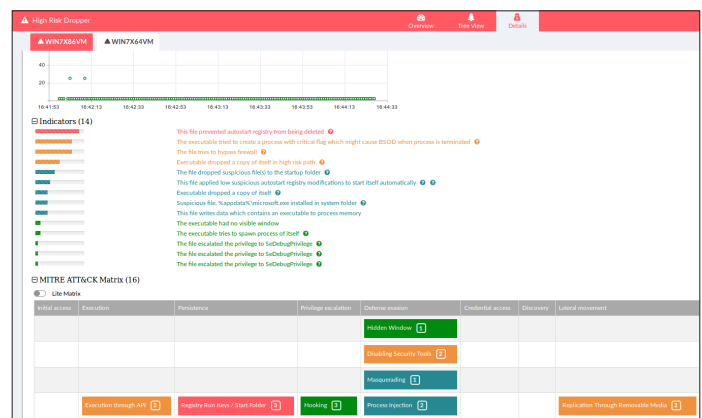 High Risk Dropper
Overview
Tree View
Details
WIN7X86VM
WIN7X64VM
40
20
16:41:53 16:42:13 16:42:33 16:42:53 16:43:13 16:43:33 16:43:53 16:44:13 16:44:33
Indicators (14)
This file prevented autostart registry from being deleted
The executable tried to create a process with critical flag which might cause BSOD when process is terminated
The file tries to bypass firewall
Executable dropped a copy of itself in high risk path
The file dropped suspicious file(s) to the startup folder
This file applied low suspicious autostart registry modifications to start itself automatically
Executable dropped a copy of itself
Suspicious file, %appdata%\microsoft.exe installed in system folder
This file writes data which contains an executable to process memory
The executable had no visible window
The executable tries to spawn process of itself
The file escalated the privilege to SeDebugPrivilege
The file escalated the privilege to SeDebugPrivilege
The file escalated the privilege to SeDebugPrivilege
MITRE ATT&CK Matrix (16)
Lite Matrix
Initial access Execution Persistence Privilege escalation Defense evasion Credential access Discovery Lateral movement
Hidden Window 1
Disabling Security Tools 2
Masquerading 1
Execution through API 2 Registry Run Keys / Start Folder 3 Hooking 3 Process Injection 2 Replication Through Removable Media 2